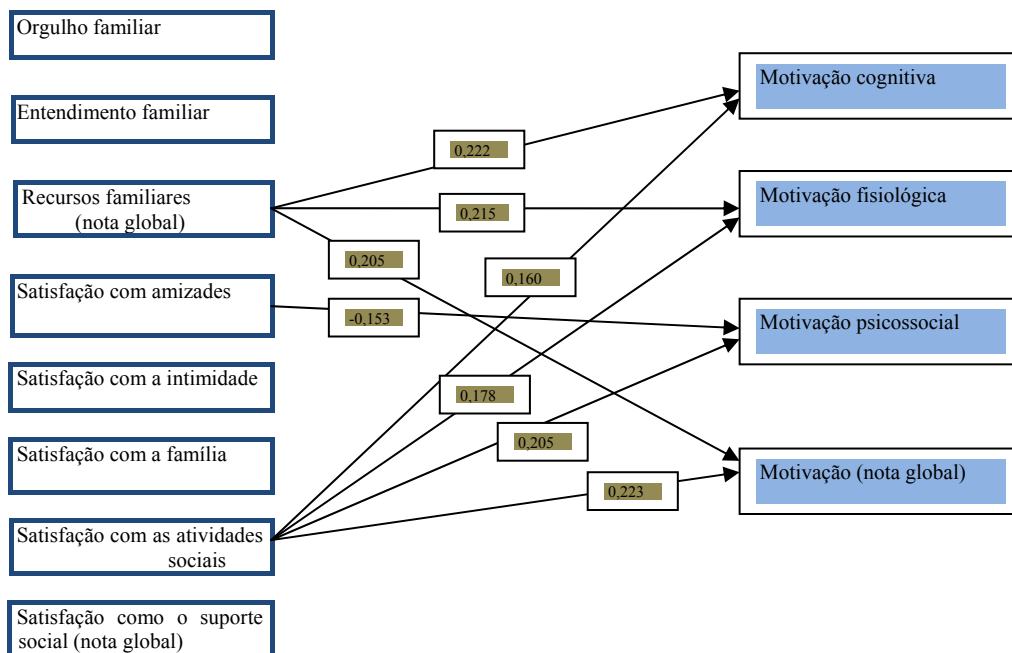 Orgulho familiar
Entendimento familiar
Recursos familiares
(nota global)
Satisfação com amizades
Satisfação com a intimidade
Satisfação com a família
Satisfação com as atividades
sociais
Satisfação como o suporte
social (nota global)
0,222
0,215
0,205
0,160
-0,153
0,178
0,205
0,223
Motivação cognitiva
Motivação fisiológica
Motivação psicossocial
Motivação (nota global)